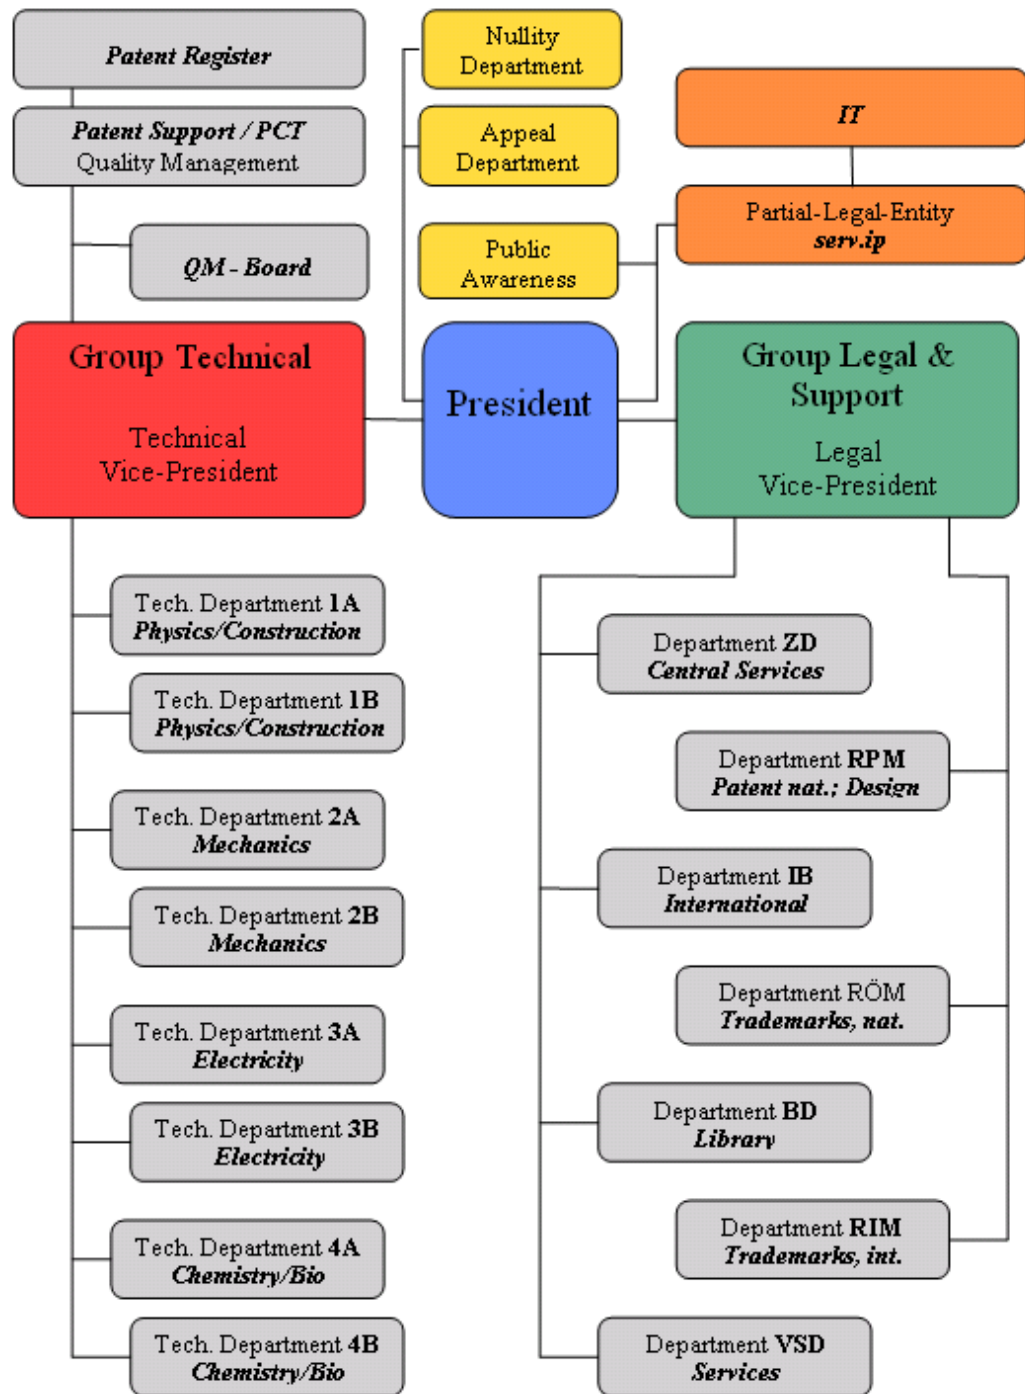 Patent Register
Patent Support / PCT
Quality Management
QM - Board
Nullity
Department
Appeal
Department
Public
Awareness
IT
Partial-Legal-Entity
serv.ip
Group Technical
Technical
Vice-President
President
Group Legal &
Support
Legal
Vice-President
Tech. Department 1A
Physics/Construction
Tech. Department 1B
Physics/Construction
Tech. Department 2A
Mechanics
Tech. Department 2B
Mechanics
Tech. Department 3A
Electricity
Tech. Department 3B
Electricity
Tech. Department 4A
Chemistry/Bio
Tech. Department 4B
Chemistry/Bio
Department ZD
Central Services
Department RPM
Patent nat.; Design
Department IB
International
Department RÖM
Trademarks, nat.
Department BD
Library
Department RIM
Trademarks, int.
Department VSD
Services